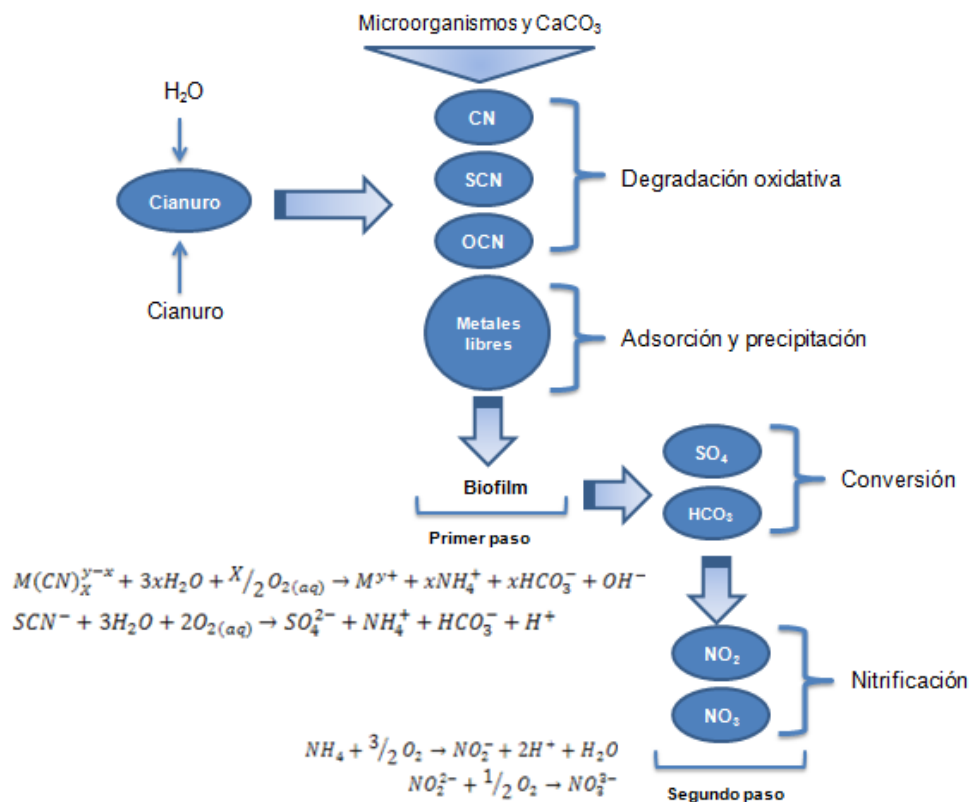 Microorganismos y CaCO₃
H₂O
CN
SCN
Cianuro
OCN
Degradación oxidativa
Cianuro
Metales
libres
Adsorción y precipitación
Biofilm
Primer paso
SO₄
HCO₃
Conversión
M(CN)_X^{y−x} + 3xH₂O + X/2 O₂(aq) → M^{y+} + xNH₄⁺ + xHCO₃⁻ + OH⁻
SCN⁻ + 3H₂O + 2O₂(aq) → SO₄²⁻ + NH₄⁺ + HCO₃⁻ + H⁺
NO₂
NO₃
Nitrificación
NH₄ + 3/2 O₂ → NO₂⁻ + 2H⁺ + H₂O
NO₂²⁻ + 1/2 O₂ → NO₃³⁻
Segundo paso